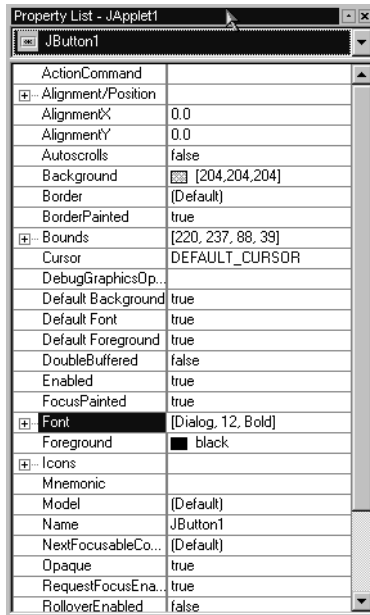 Property List - JApplet1
JButton1
ActionCommand
Alignment/Position
AlignmentX 0.0
AlignmentY 0.0
Autoscrolls false
Background [204,204,204]
Border (Default)
BorderPainted true
Bounds [220, 237, 88, 39]
Cursor DEFAULT_CURSOR
DebugGraphicsOp...
Default Background true
Default Font true
Default Foreground true
DoubleBuffered false
Enabled true
FocusPainted true
Font [Dialog, 12, Bold]
Foreground black
Icons
Mnemonic
Model (Default)
Name JButton1
NextFocusableCo... (Default)
Opaque true
RequestFocusEna... true
RolloverEnabled false